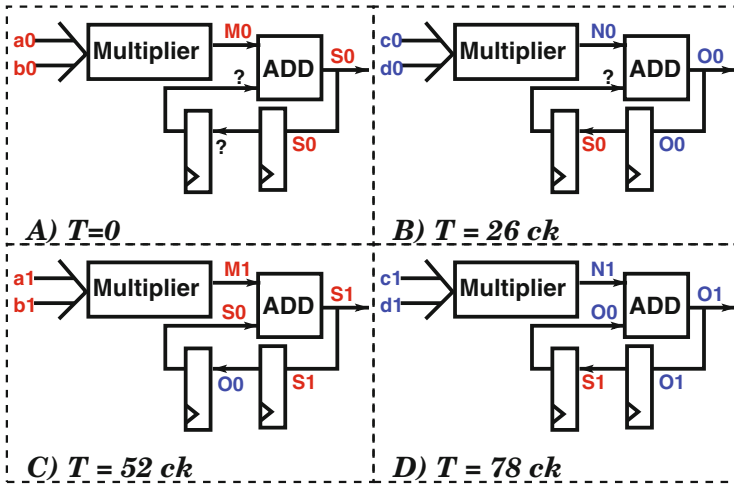 a0 Multiplier M0 ADD S0
b0 ?
? S0
A) T=0
c0 Multiplier N0 ADD O0
d0 ?
S0 O0
B) T = 26 ck
a1 Multiplier M1 ADD S1
b1 S0
O0 S1
C) T = 52 ck
c1 Multiplier N1 ADD O1
d1 O0
S1 O1
D) T = 78 ck